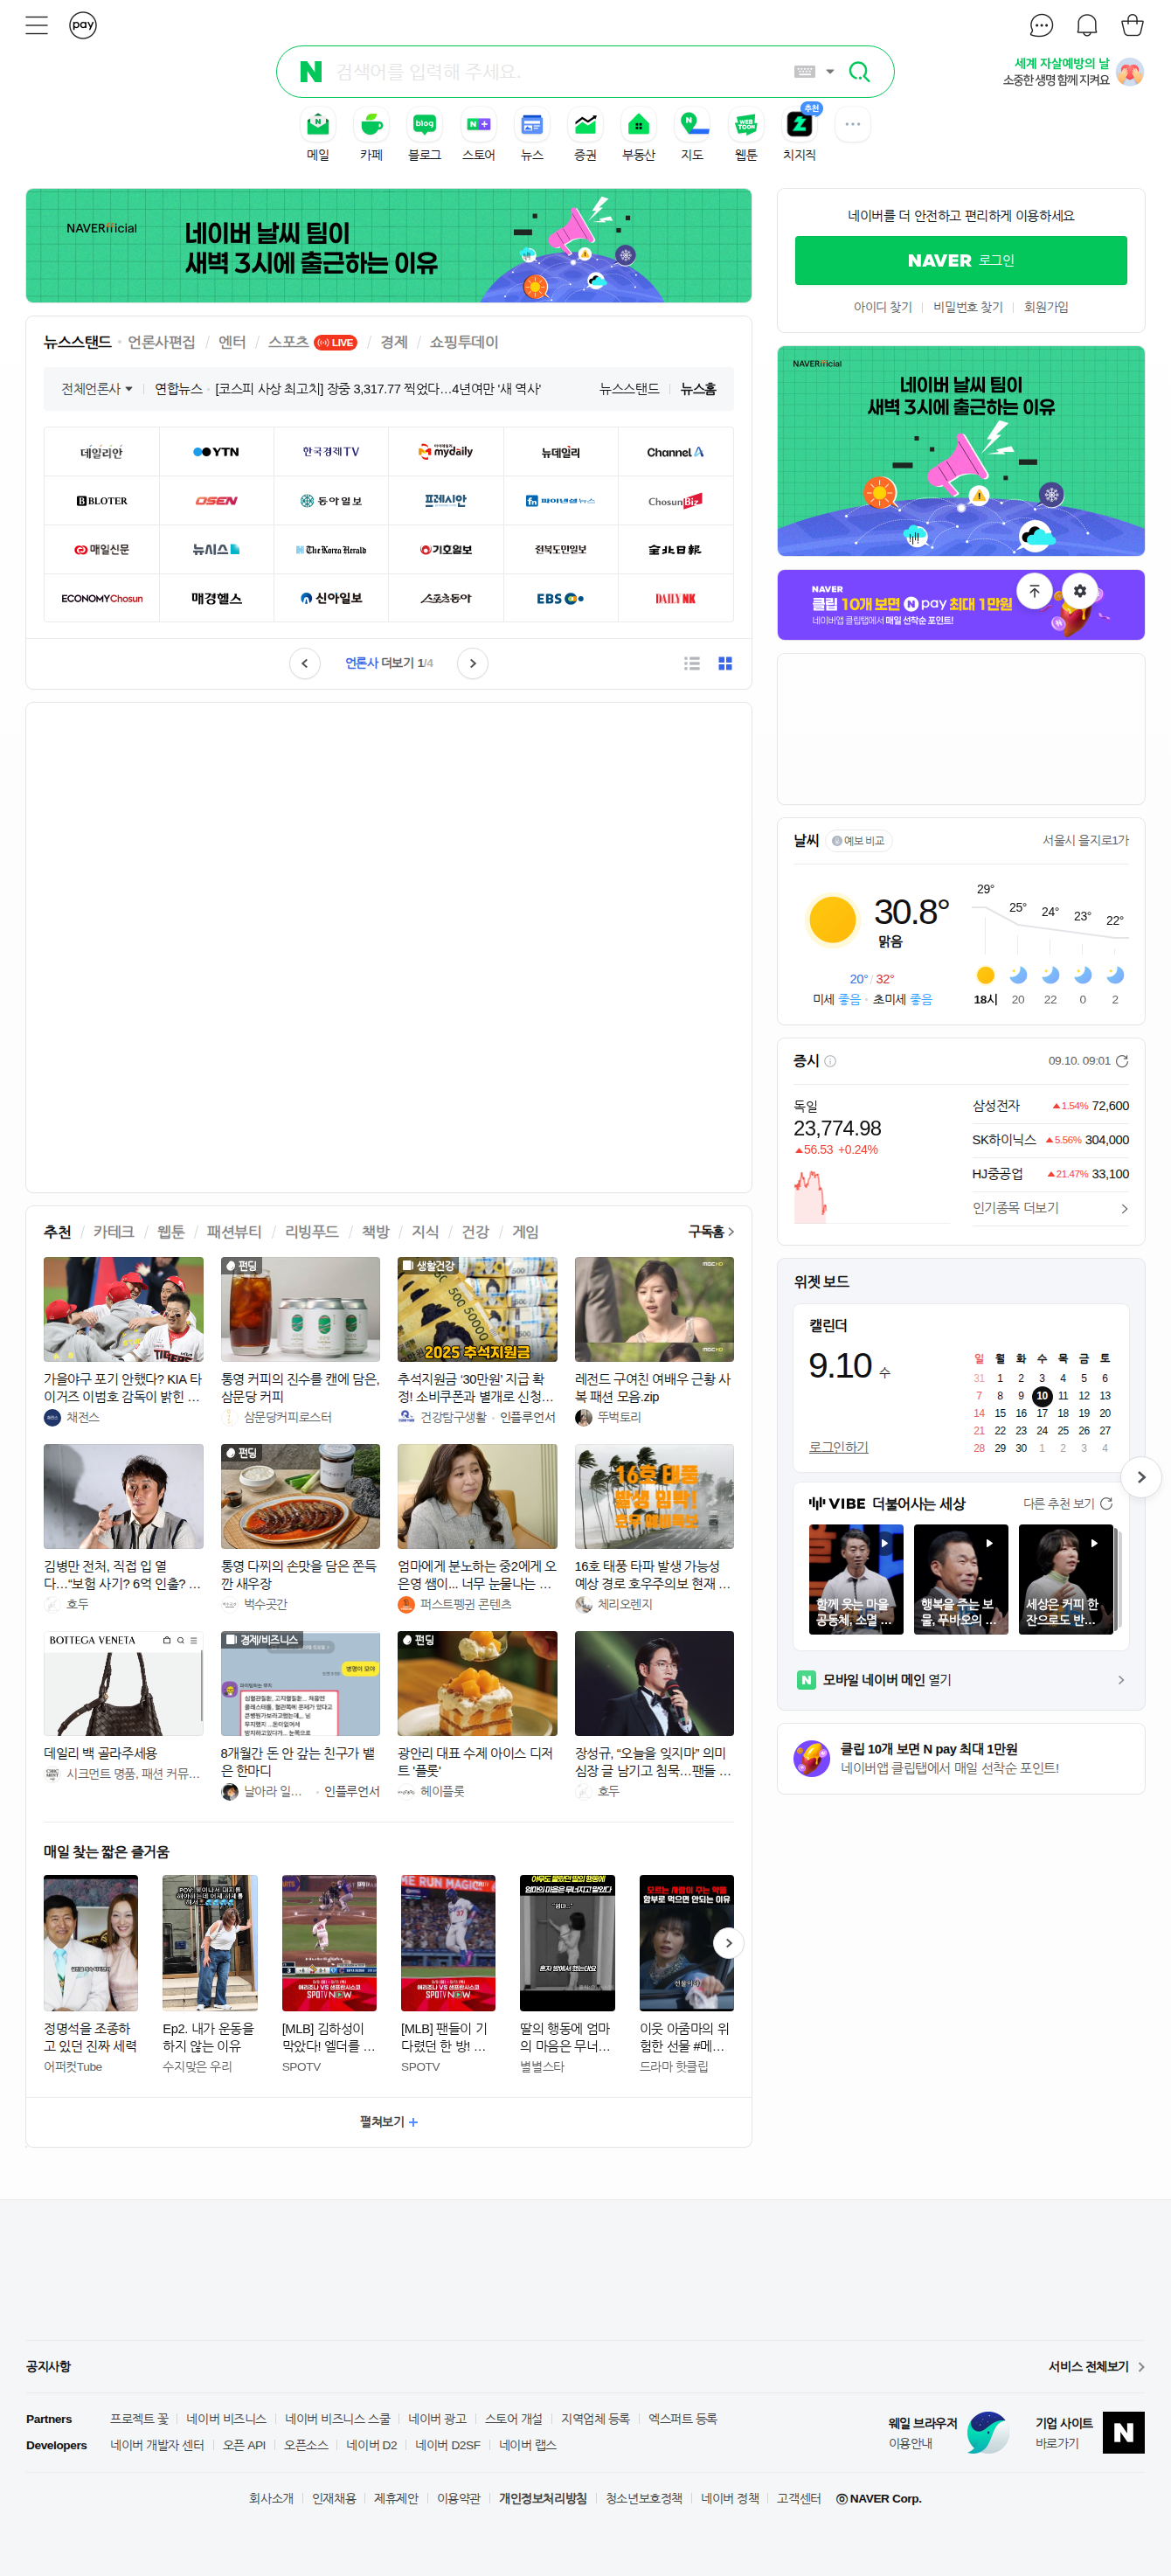 pay
N 검색어를 입력해 주세요.
세계 자살예방의 날
소중한 생명 함께 지켜요
추천
메일 카페 블로그 스토어 뉴스 증권 부동산 지도 웹툰 치지직
네이버 날씨 팀이
새벽 3시에 출근하는 이유
네이버를 더 안전하고 편리하게 이용하세요
NAVER 로그인
아이디 찾기 비밀번호 찾기 회원가입
뉴스스탠드 언론사편집 / 엔터 / 스포츠 LIVE / 경제 / 쇼핑투데이
전체언론사 연합뉴스 [코스피 사상 최고치] 장중 3,317.77 찍었다…4년여만 '새 역사' 뉴스스탠드 뉴스홈
데일리안 YTN 한국경제TV mydaily 뉴데일리 Channel A
BLOTER OSEN 동아일보 프레시안 fn 파이낸셜뉴스 ChosunBiz
매일신문 뉴시스 The Korea Herald 기호일보 전북도민일보 全北日報
ECONOMYChosun 매경헬스 신아일보 스포츠동아 EBS DAILY NK
언론사 더보기 1/4
네이버 날씨 팀이
새벽 3시에 출근하는 이유
NAVER
클립 10개 보면 N pay 최대 1만원
네이버앱 클립탭에서 매일 선착순 포인트!
날씨 예보 비교 서울시 을지로1가
30.8°
맑음
20° / 32°
미세 좋음 · 초미세 좋음
29° 25° 24° 23° 22°
18시 20 22 0 2
증시 09.10. 09:01
독일
23,774.98
56.53 +0.24%
삼성전자 1.54% 72,600
SK하이닉스 5.56% 304,000
HJ중공업 21.47% 33,100
인기종목 더보기
추천 / 카테크 / 웹툰 / 패션뷰티 / 리빙푸드 / 책방 / 지식 / 건강 / 게임 구독홈
TIGERS
펀딩
생활건강
2025 추석지원금
가을야구 포기 안했다? KIA 타
이거즈 이범호 감독이 밝힌 …
채전스
통영 커피의 진수를 캔에 담은,
삼문당 커피
삼문당커피로스터
추석지원금 '30만원' 지급 확
정! 소비쿠폰과 별개로 신청…
건강탐구생활 · 인플루언서
레전드 구여친 여배우 근황 사
복 패션 모음.zip
뚜벅토리
펀딩
16호 태풍
발생 임박!
호우 예비특보
김병만 전처, 직접 입 열
다…“보험 사기? 6억 인출? …
호두
통영 다찌의 손맛을 담은 쫀득
깐 새우장
벅수곳간
엄마에게 분노하는 중2에게 오
은영 쌤이... 너무 눈물나는 …
퍼스트펭귄 콘텐츠
16호 태풍 타파 발생 가능성
예상 경로 호우주의보 현재 …
체리오렌지
BOTTEGA VENETA
경제/비즈니스
펀딩
데일리 백 골라주세용
시크먼트 명품, 패션 커뮤…
8개월간 돈 안 갚는 친구가 뱉
은 한마디
날아라 일… · 인플루언서
광안리 대표 수제 아이스 디저
트 '플롯'
헤이플롯
장성규, “오늘을 잊지마” 의미
심장 글 남기고 침묵…팬들 …
호두
매일 찾는 짧은 즐거움
모르는 사람이 주는 약을
함부로 먹으면 안되는 이유
정명석을 조종하
고 있던 진짜 세력
어퍼컷Tube
Ep2. 내가 운동을
하지 않는 이유
수지맞은 우리
[MLB] 김하성이
막았다! 엘더를 …
SPOTV
[MLB] 팬들이 기
다렸던 한 방! …
SPOTV
딸의 행동에 엄마
의 마음은 무너…
별별스타
이웃 아줌마의 위
험한 선물 #메…
드라마 핫클립
펼쳐보기 +
위젯 보드
캘린더
9.10 수
로그인하기
일 월 화 수 목 금 토
31 1 2 3 4 5 6
7 8 9 10 11 12 13
14 15 16 17 18 19 20
21 22 23 24 25 26 27
28 29 30 1 2 3 4
VIBE 더불어사는 세상 다른 추천 보기
함께 웃는 마을
공동체, 소멸 …
행복을 주는 보
물, 푸바오의 …
세상은 커피 한
잔으로도 반…
모바일 네이버 메인 열기
클립 10개 보면 N pay 최대 1만원
네이버앱 클립탭에서 매일 선착순 포인트!
공지사항 서비스 전체보기
Partners 프로젝트 꽃 네이버 비즈니스 네이버 비즈니스 스쿨 네이버 광고 스토어 개설 지역업체 등록 엑스퍼트 등록
Developers 네이버 개발자 센터 오픈 API 오픈소스 네이버 D2 네이버 D2SF 네이버 랩스
웨일 브라우저
이용안내
기업 사이트
바로가기
회사소개 인재채용 제휴제안 이용약관 개인정보처리방침 청소년보호정책 네이버 정책 고객센터 ⓒ NAVER Corp.